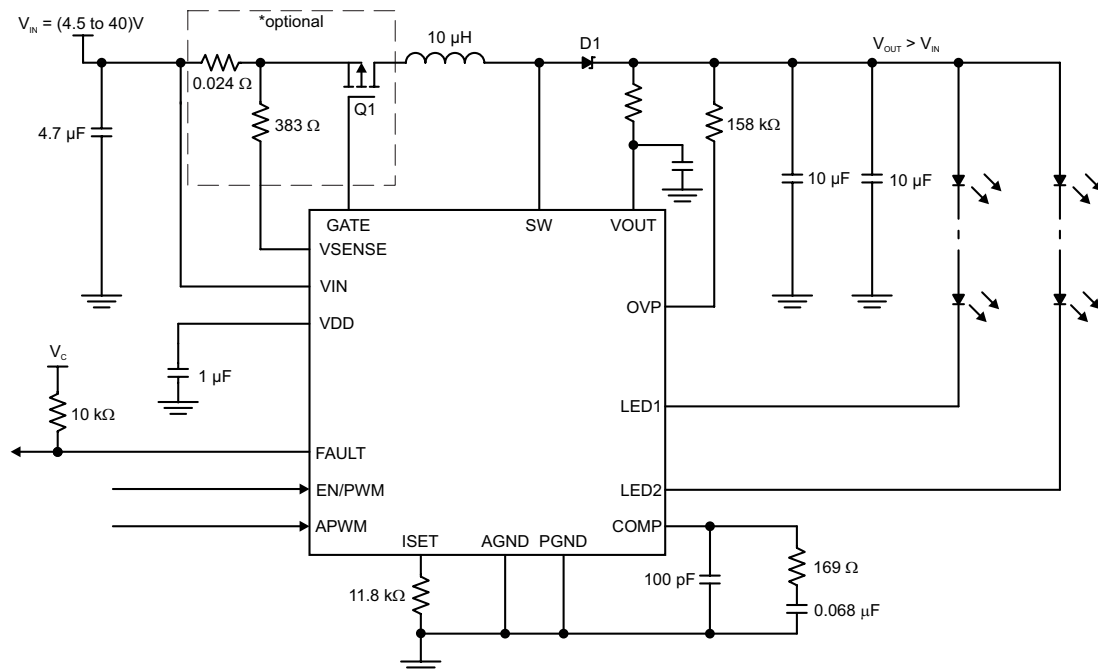 V_IN = (4.5 to 40)V
*optional
10 µH
D1
V_OUT > V_IN
0.024 Ω
Q1
4.7 µF
383 Ω
158 kΩ
10 µF
10 µF
GATE
SW
VOUT
VSENSE
VIN
OVP
VDD
V_C
1 µF
10 kΩ
LED1
FAULT
EN/PWM
LED2
APWM
COMP
ISET
AGND
PGND
11.8 kΩ
100 pF
169 Ω
0.068 µF